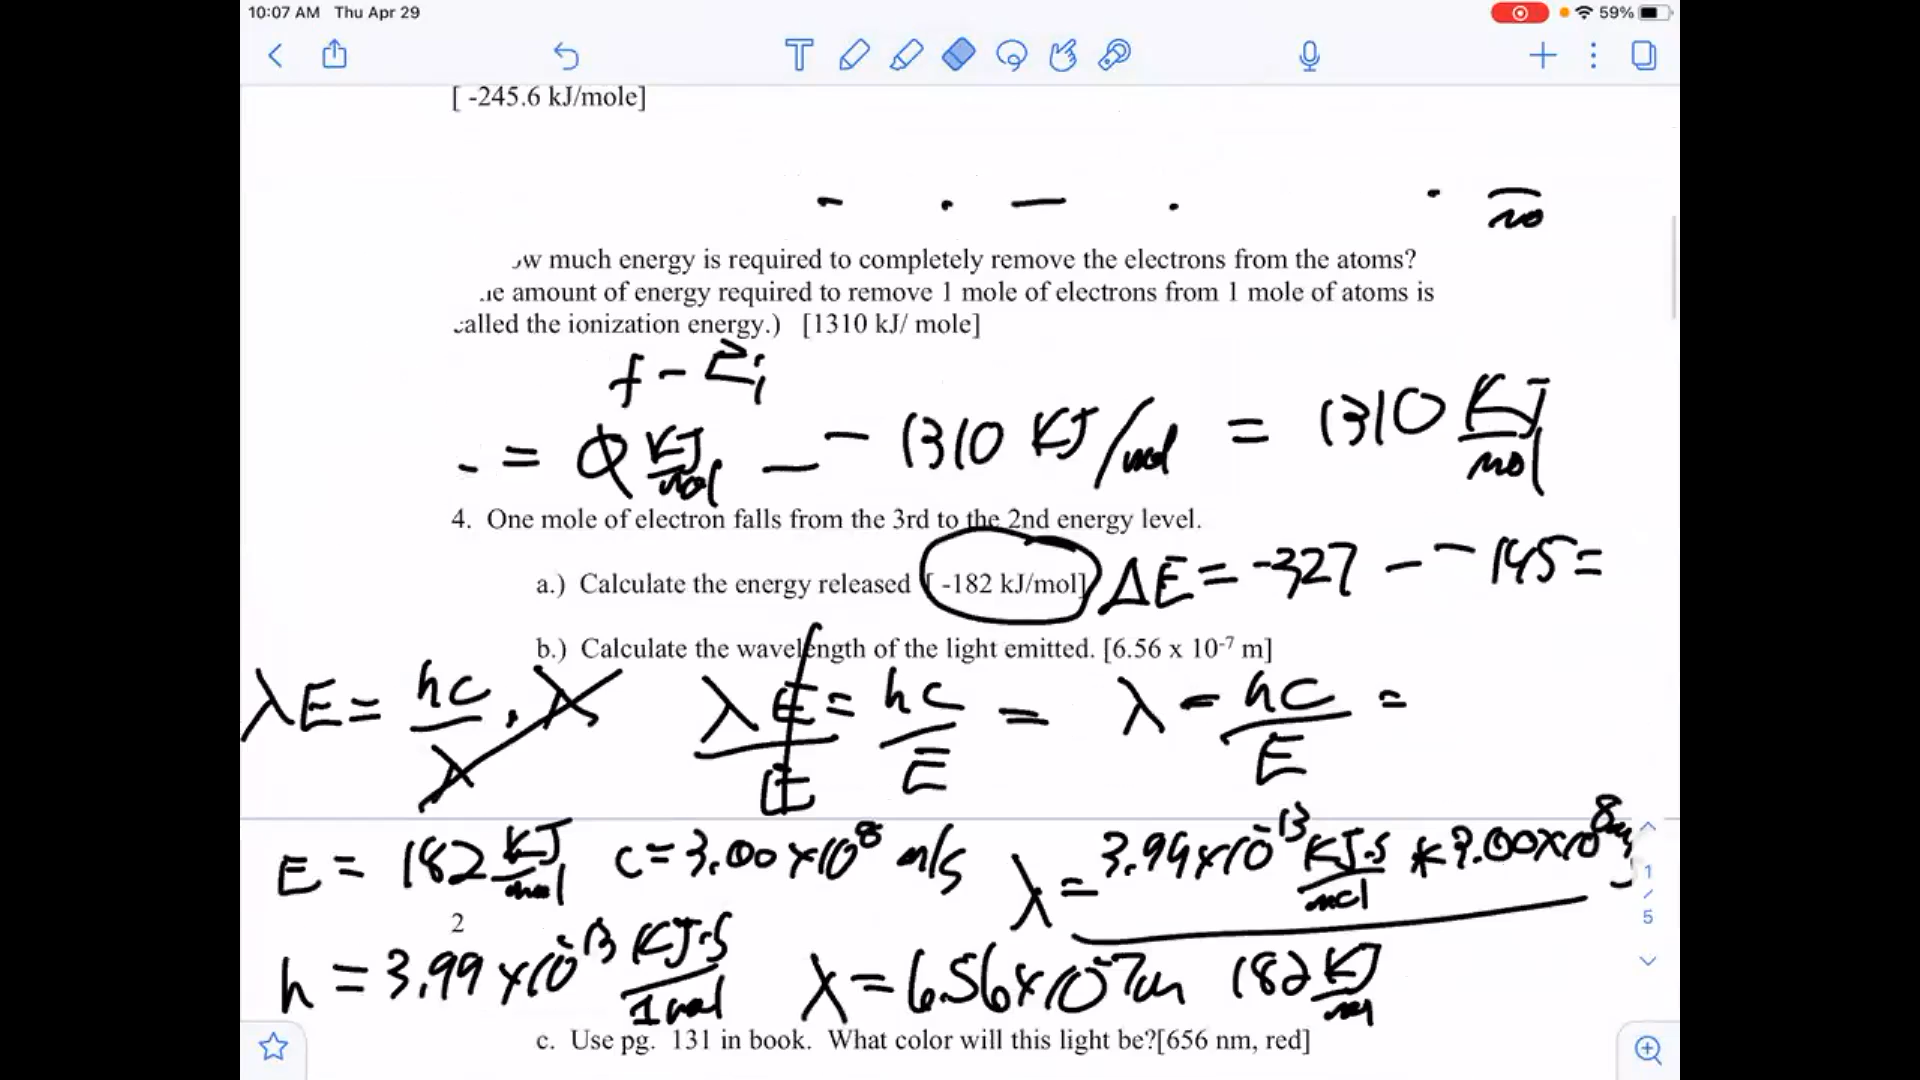 10:07 AM Thu Apr 29
59%
[ -245.6 kJ/mole]
w much energy is required to completely remove the electrons from the atoms?
e amount of energy required to remove 1 mole of electrons from 1 mole of atoms is
called the ionization energy.) [1310 kJ/ mole]
f - Ei
- = 0 KJ/mol - - 1310 KJ/mol = 1310 KJ/mol
4. One mole of electron falls from the 3rd to the 2nd energy level.
a.) Calculate the energy released [ -182 kJ/mol] ΔE = -327 - -145 =
b.) Calculate the wavelength of the light emitted. [6.56 x 10⁻⁷ m]
λE = hc/λ · λ λE/E = hc/E = λ = hc/E =
E = 182 KJ/mol c = 3.00 x 10⁸ m/s λ = 3.99 x 10⁻¹³ KJ·s/mol * 3.00 x 10⁸ m/s
1
/
5
2
h = 3.99 x 10⁻¹³ KJ·s/1 mol λ = 6.56 x 10⁻⁷ m 182 KJ/mol
c. Use pg. 131 in book. What color will this light be?[656 nm, red]